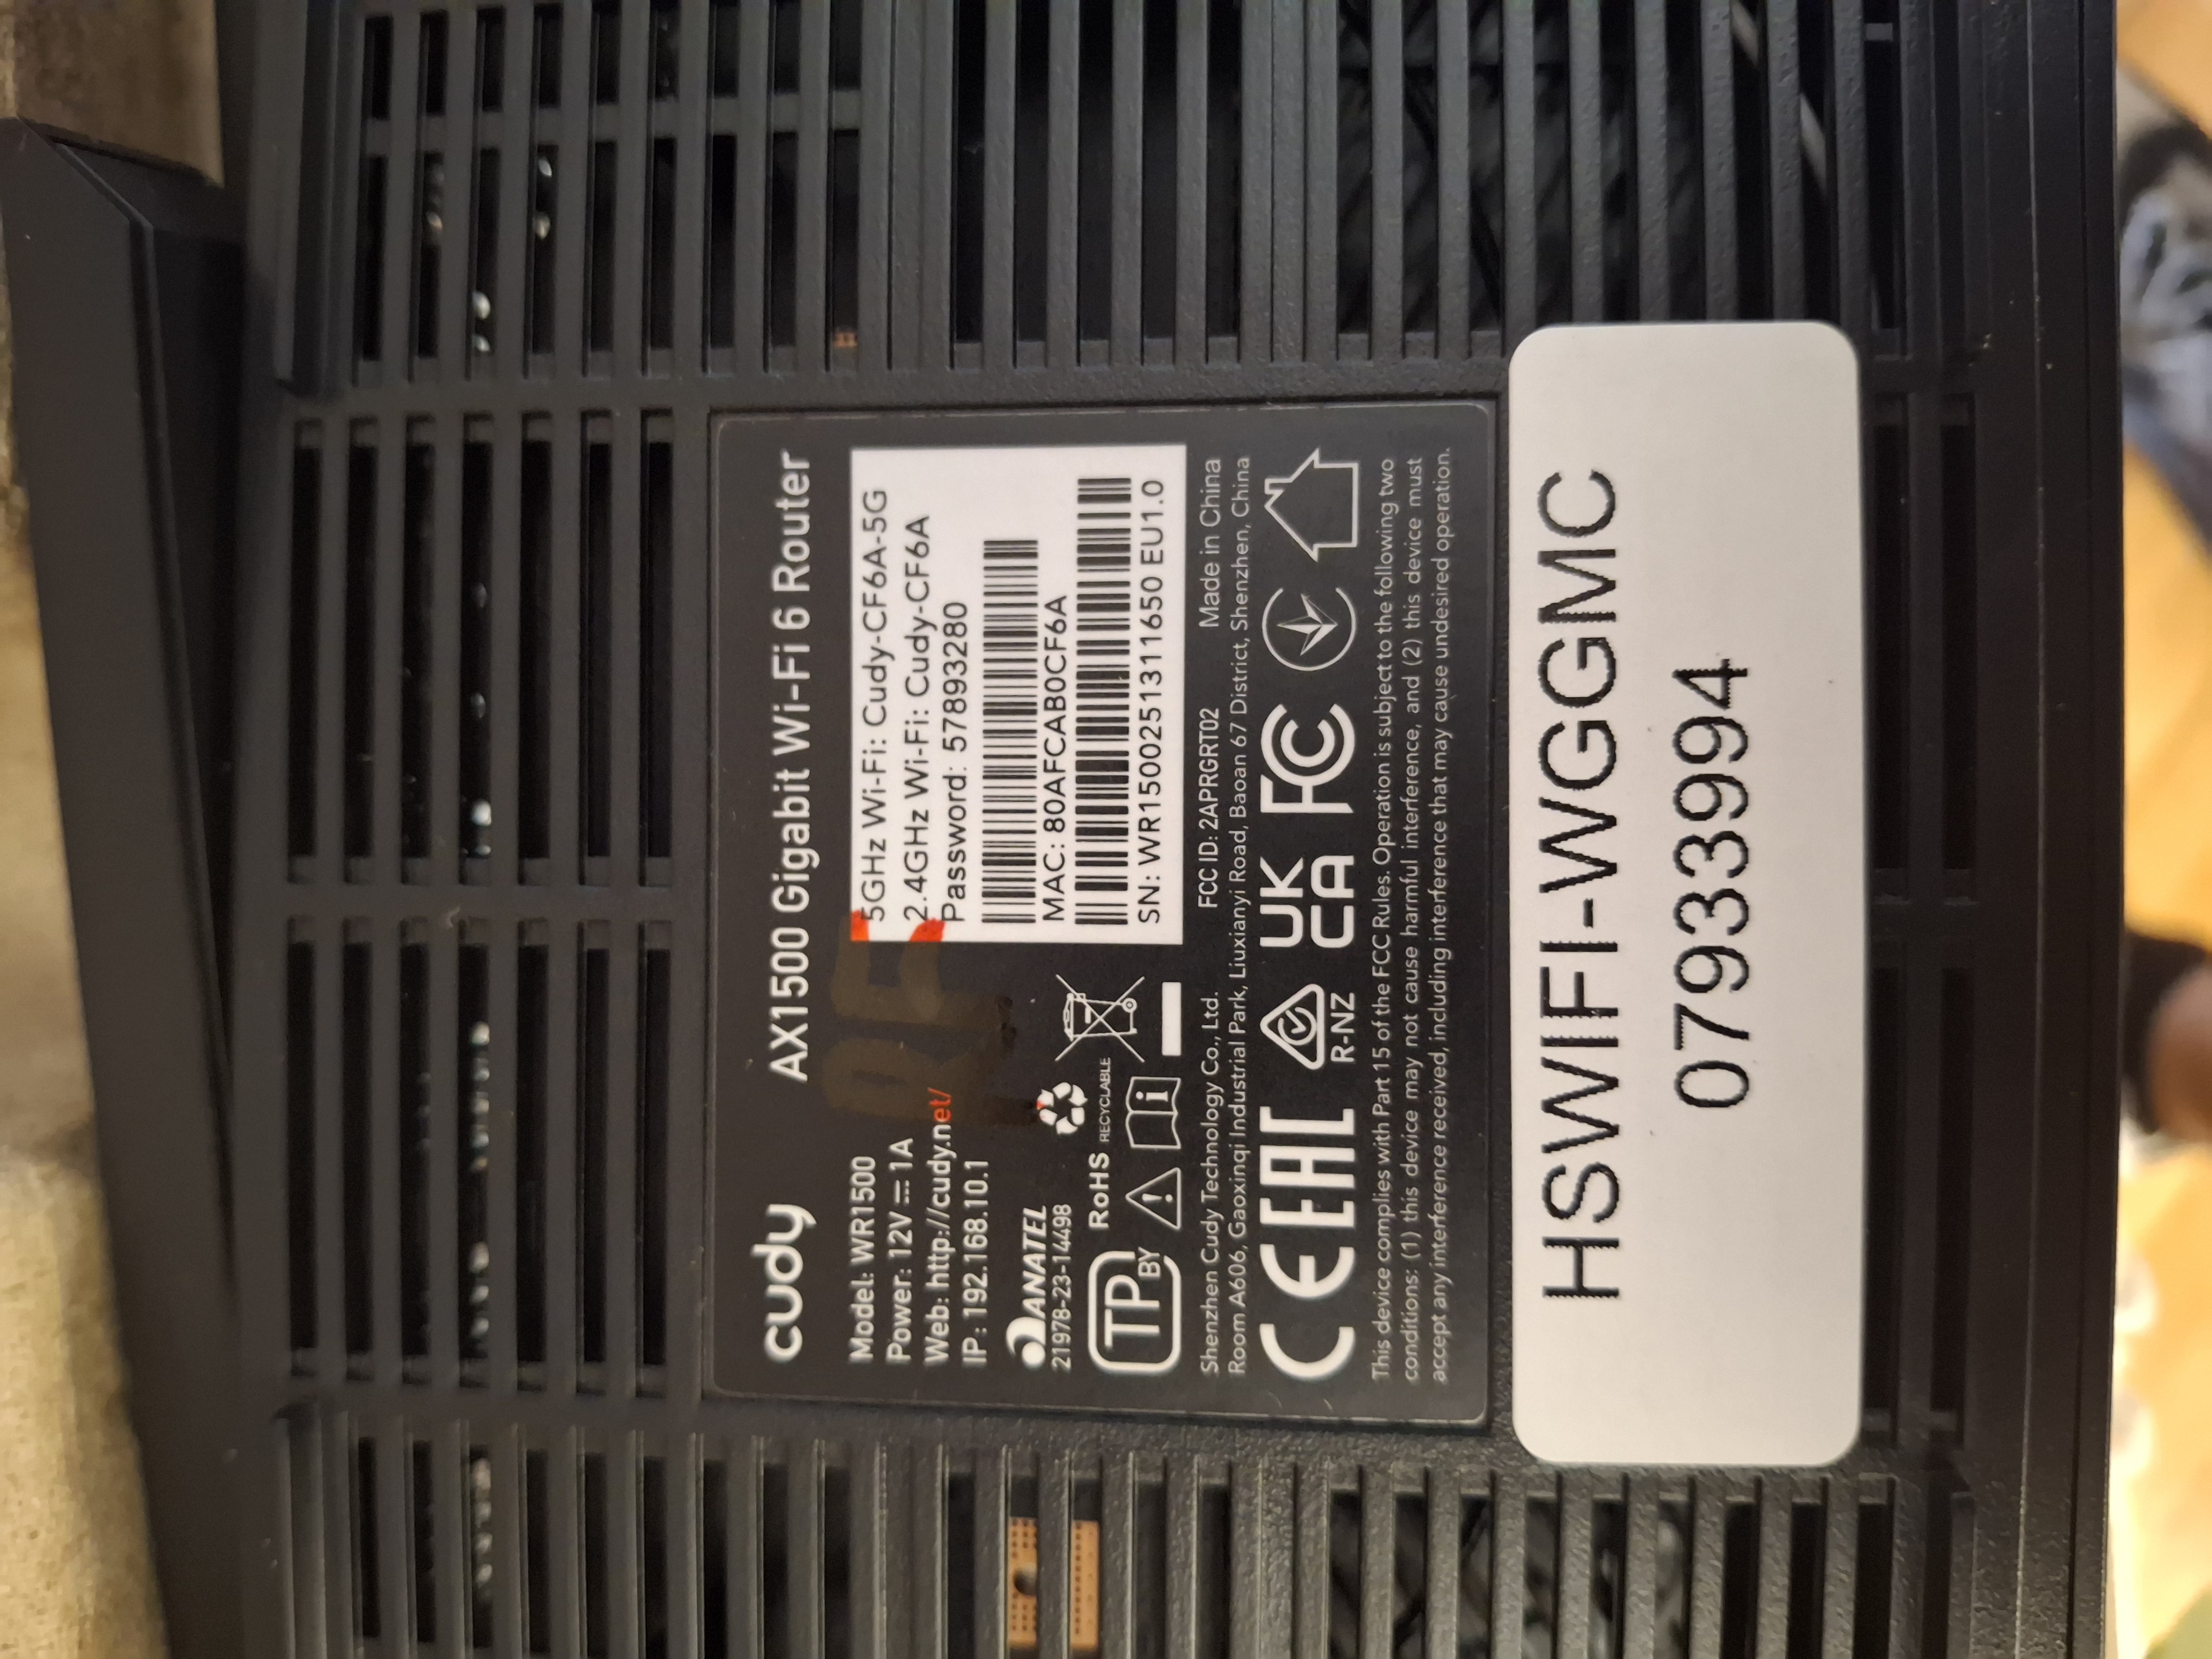 cudy
AX1500 Gigabit Wi-Fi 6 Router
Model: WR1500
Power: 12V ⎓ 1A
Web: http://cudy.net/
IP: 192.168.10.1
5GHz Wi-Fi: Cudy-CF6A-5G
2.4GHz Wi-Fi: Cudy-CF6A
Password: 57893280
MAC: 80AFCAB0CF6A
SN: WR1500251311650 EU1.0
RF
ANATEL
21978-23-14498
RoHS
RECYCLABLE
TP
BY
Shenzhen Cudy Technology Co., Ltd.
FCC ID: 2APRGRT02
Made in China
Room A606, Gaoxinqi Industrial Park, Liuxianyi Road, Baoan 67 District, Shenzhen, China
CE EAC R-NZ UK CA FC
This device complies with Part 15 of the FCC Rules. Operation is subject to the following two
conditions: (1) this device may not cause harmful interference, and (2) this device must
accept any interference received, including interference that may cause undesired operation.
HSWIFI-WGGMC
07933994